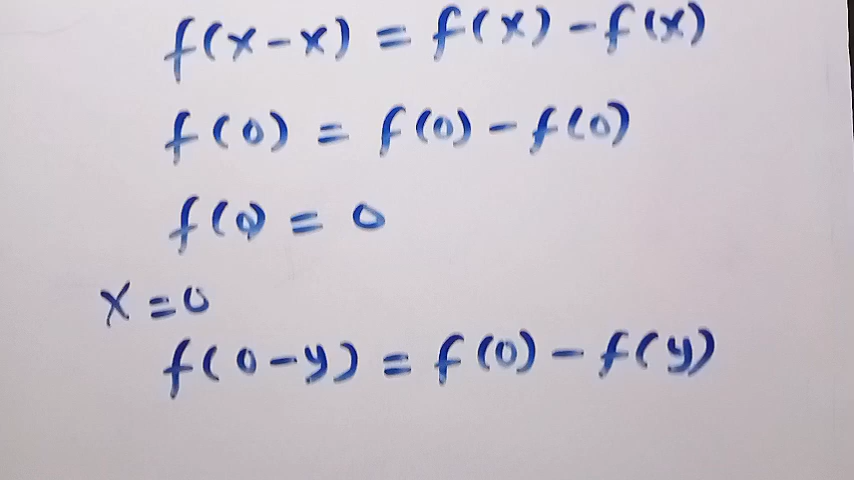 f(x-x) = f(x) - f(x)
f(0) = f(0) - f(0)
f(0) = 0
x = 0
f(0-y) = f(0) - f(y)